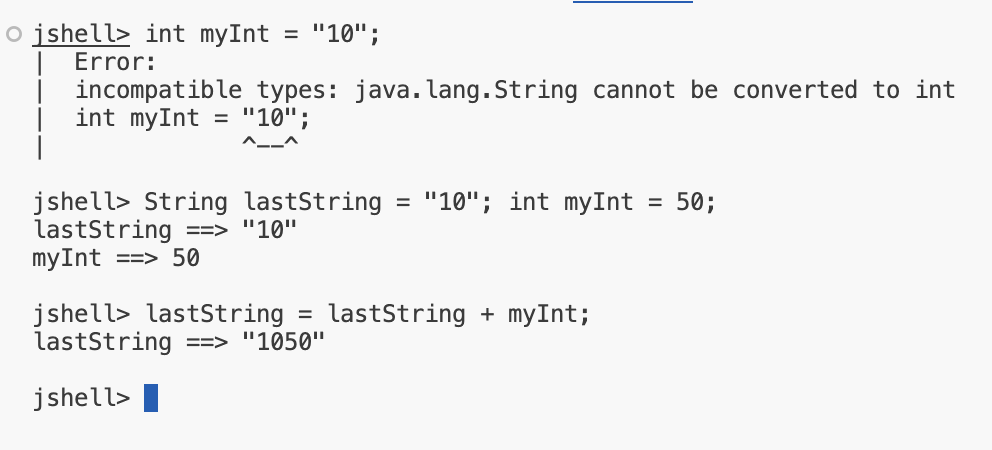 jshell> int myInt = "10";
|  Error:
|  incompatible types: java.lang.String cannot be converted to int
|  int myInt = "10";
|              ^--^
jshell> String lastString = "10"; int myInt = 50;
lastString ==> "10"
myInt ==> 50
jshell> lastString = lastString + myInt;
lastString ==> "1050"
jshell>